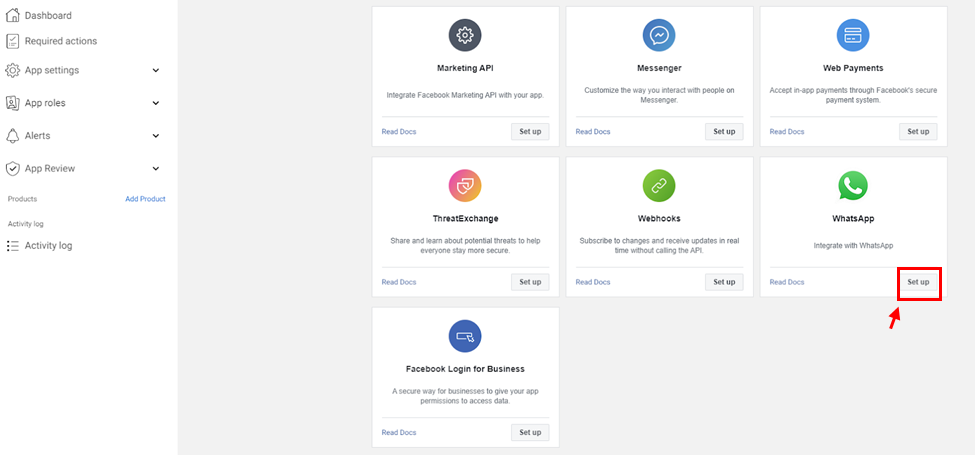 Dashboard
Required actions
App settings
App roles
Alerts
App Review
Products Add Product
Activity log
Activity log
Marketing API
Integrate Facebook Marketing API with your app.
Read Docs Set up
Messenger
Customize the way you interact with people on
Messenger.
Read Docs Set up
Web Payments
Accept in-app payments through Facebook's secure
payment system.
Read Docs Set up
ThreatExchange
Share and learn about potential threats to help
everyone stay more secure.
Read Docs Set up
Webhooks
Subscribe to changes and receive updates in real
time without calling the API.
Read Docs Set up
WhatsApp
Integrate with WhatsApp
Read Docs Set up
Facebook Login for Business
A secure way for businesses to give your app
permissions to access data.
Read Docs Set up